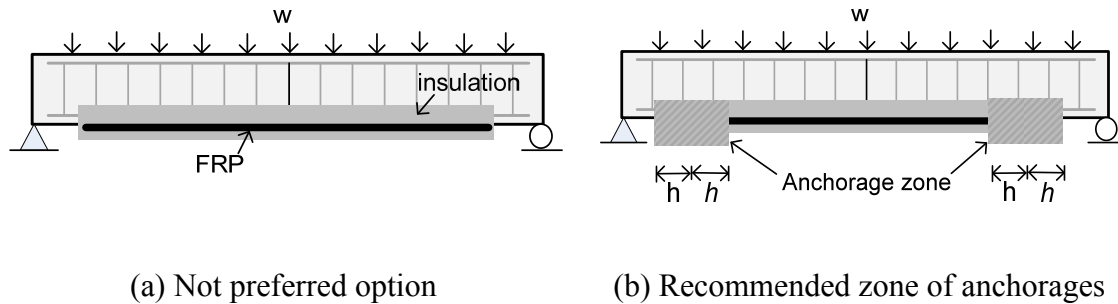 w
insulation
FRP
(a) Not preferred option
w
Anchorage zone
h h
h h
(b) Recommended zone of anchorages